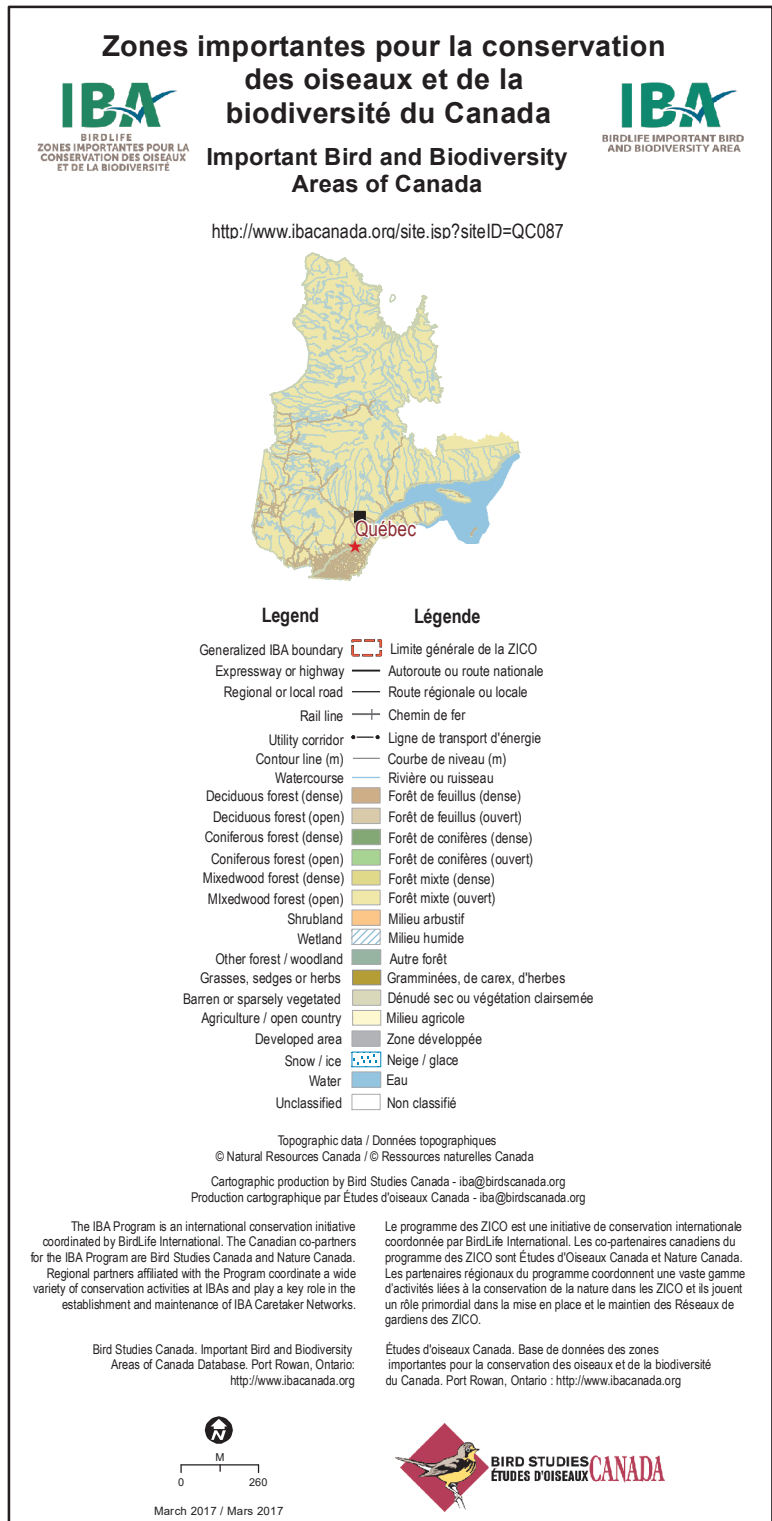 Zones importantes pour la conservation
des oiseaux et de la
biodiversité du Canada
IBA
BIRDLIFE
ZONES IMPORTANTES POUR LA
CONSERVATION DES OISEAUX
ET DE LA BIODIVERSITÉ
IBA
BIRDLIFE IMPORTANT BIRD
AND BIODIVERSITY AREA
Important Bird and Biodiversity
Areas of Canada
http://www.ibacanada.org/site.jsp?siteID=QC087
Québec
Legend Légende
Generalized IBA boundary Limite générale de la ZICO
Expressway or highway Autoroute ou route nationale
Regional or local road Route régionale ou locale
Rail line Chemin de fer
Utility corridor Ligne de transport d'énergie
Contour line (m) Courbe de niveau (m)
Watercourse Rivière ou ruisseau
Deciduous forest (dense) Forêt de feuillus (dense)
Deciduous forest (open) Forêt de feuillus (ouvert)
Coniferous forest (dense) Forêt de conifères (dense)
Coniferous forest (open) Forêt de conifères (ouvert)
Mixedwood forest (dense) Forêt mixte (dense)
MIxedwood forest (open) Forêt mixte (ouvert)
Shrubland Milieu arbustif
Wetland Milieu humide
Other forest / woodland Autre forêt
Grasses, sedges or herbs Gramminées, de carex, d'herbes
Barren or sparsely vegetated Dénudé sec ou végétation clairsemée
Agriculture / open country Milieu agricole
Developed area Zone développée
Snow / ice Neige / glace
Water Eau
Unclassified Non classifié
Topographic data / Données topographiques
© Natural Resources Canada / © Ressources naturelles Canada
Cartographic production by Bird Studies Canada - iba@birdscanada.org
Production cartographique par Études d'oiseaux Canada - iba@birdscanada.org
The IBA Program is an international conservation initiative
coordinated by BirdLife International. The Canadian co-partners
for the IBA Program are Bird Studies Canada and Nature Canada.
Regional partners affiliated with the Program coordinate a wide
variety of conservation activities at IBAs and play a key role in the
establishment and maintenance of IBA Caretaker Networks.
Le programme des ZICO est une initiative de conservation internationale
coordonnée par BirdLife International. Les co-partenaires canadiens du
programme des ZICO sont Études d'Oiseaux Canada et Nature Canada.
Les partenaires régionaux du programme coordonnent une vaste gamme
d'activités liées à la conservation de la nature dans les ZICO et ils jouent
un rôle primordial dans la mise en place et le maintien des Réseaux de
gardiens des ZICO.
Bird Studies Canada. Important Bird and Biodiversity
Areas of Canada Database. Port Rowan, Ontario:
http://www.ibacanada.org
Études d'oiseaux Canada. Base de données des zones
importantes pour la conservation des oiseaux et de la biodiversité
du Canada. Port Rowan, Ontario : http://www.ibacanada.org
N
M
0 260
March 2017 / Mars 2017
BIRD STUDIES
ÉTUDES D'OISEAUX
CANADA